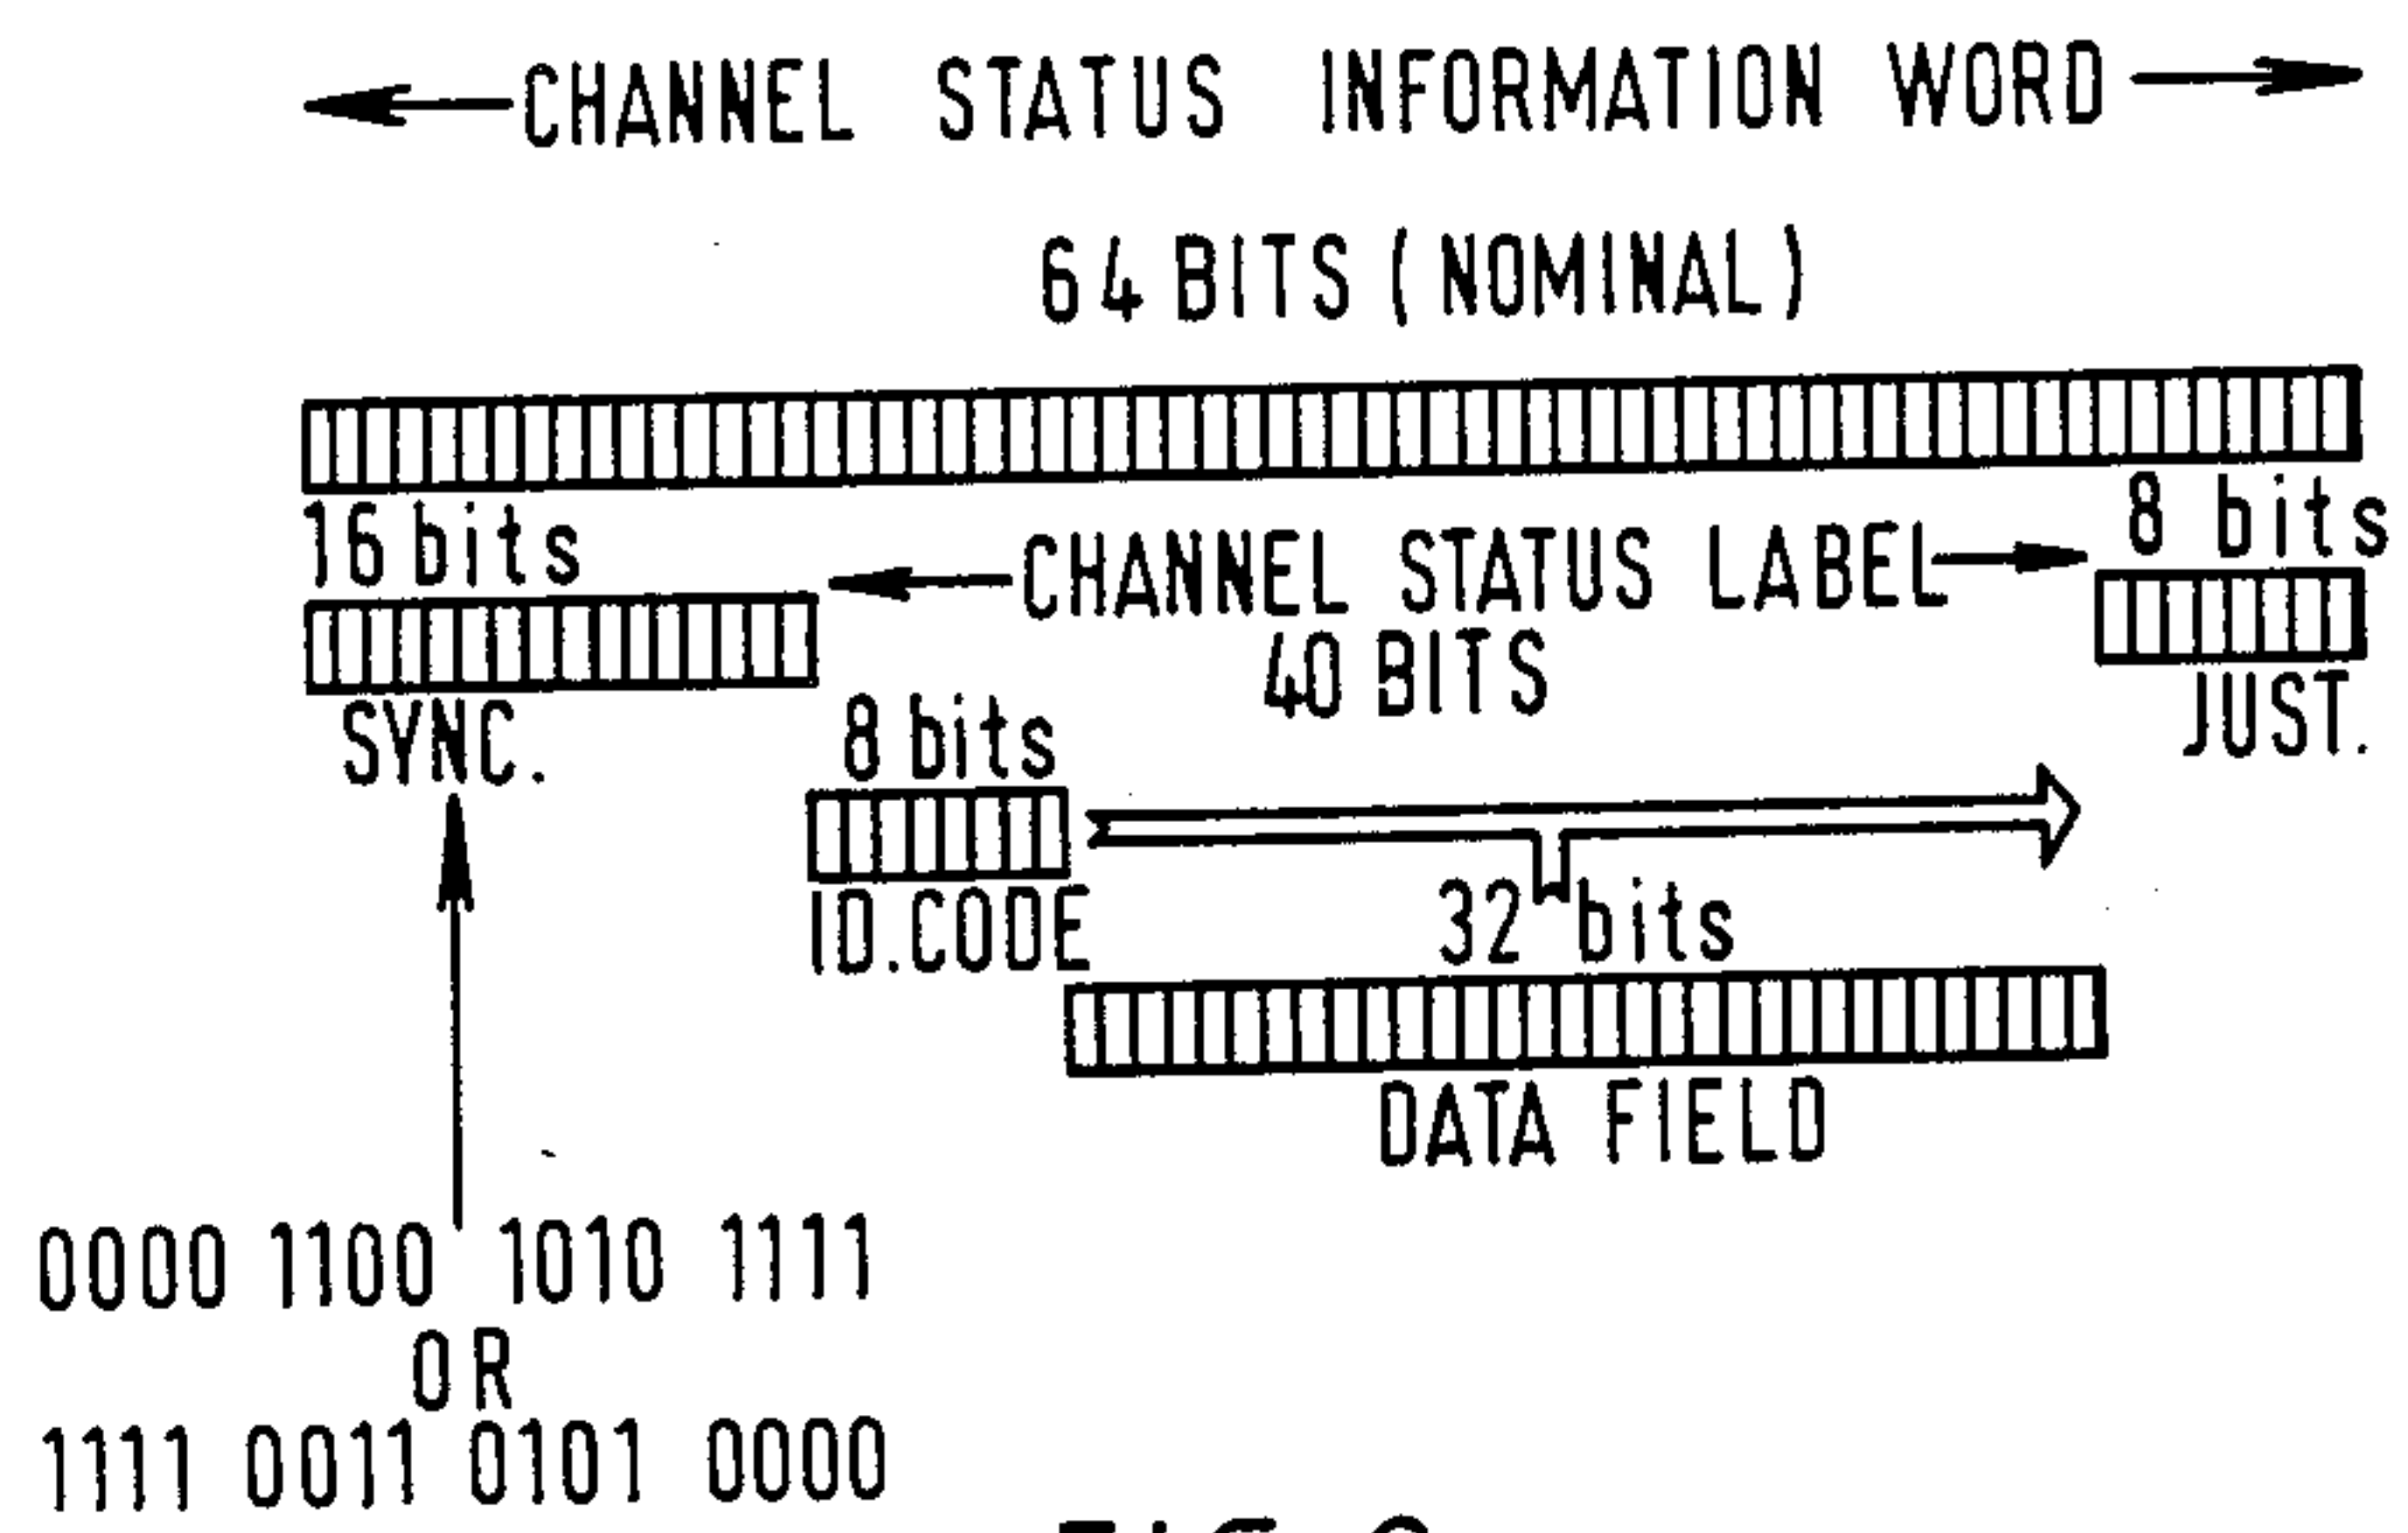 CHANNEL STATUS INFORMATION WORD
64 BITS (NOMINAL)
16 bits
CHANNEL STATUS LABEL
8 bits
40 BITS
SYNC.
8 bits
JUST.
ID.CODE
32 bits
DATA FIELD
0000 1100 1010 1111
OR
1111 0011 0101 0000